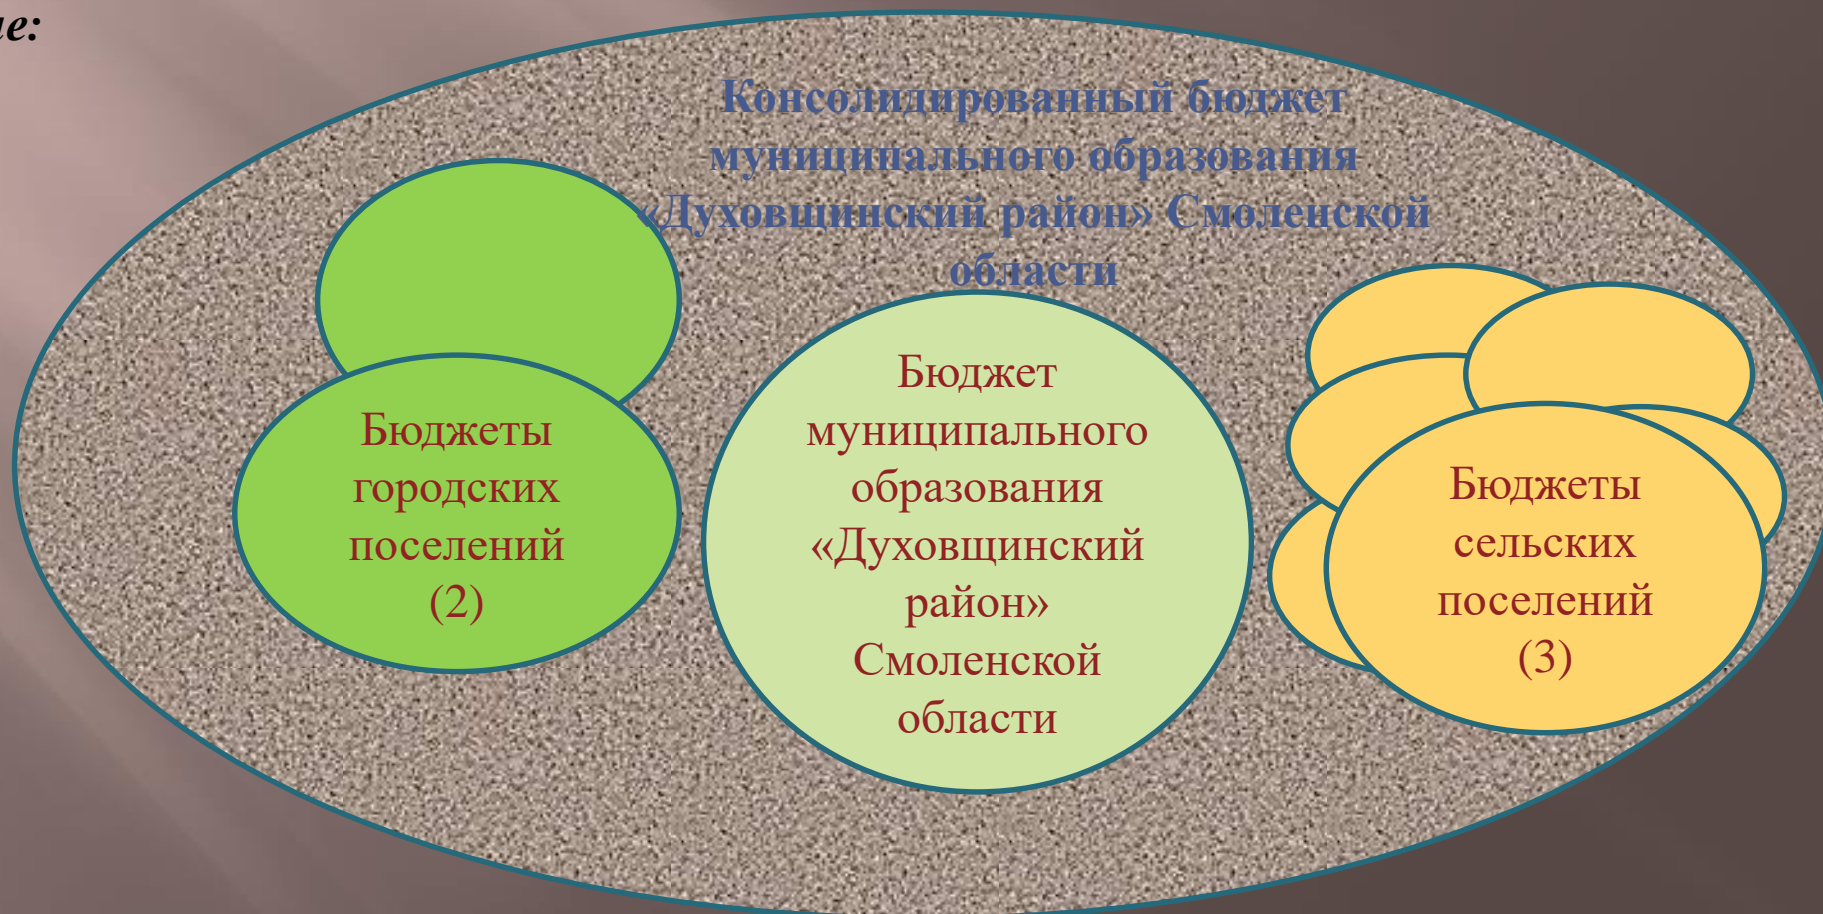 Консолидированный бюджет
муниципального образования
«Духовщинский район» Смоленской
области
Бюджеты
городских
поселений
(2)
Бюджет
муниципального
образования
«Духовщинский
район»
Смоленской
области
Бюджеты
сельских
поселений
(3)